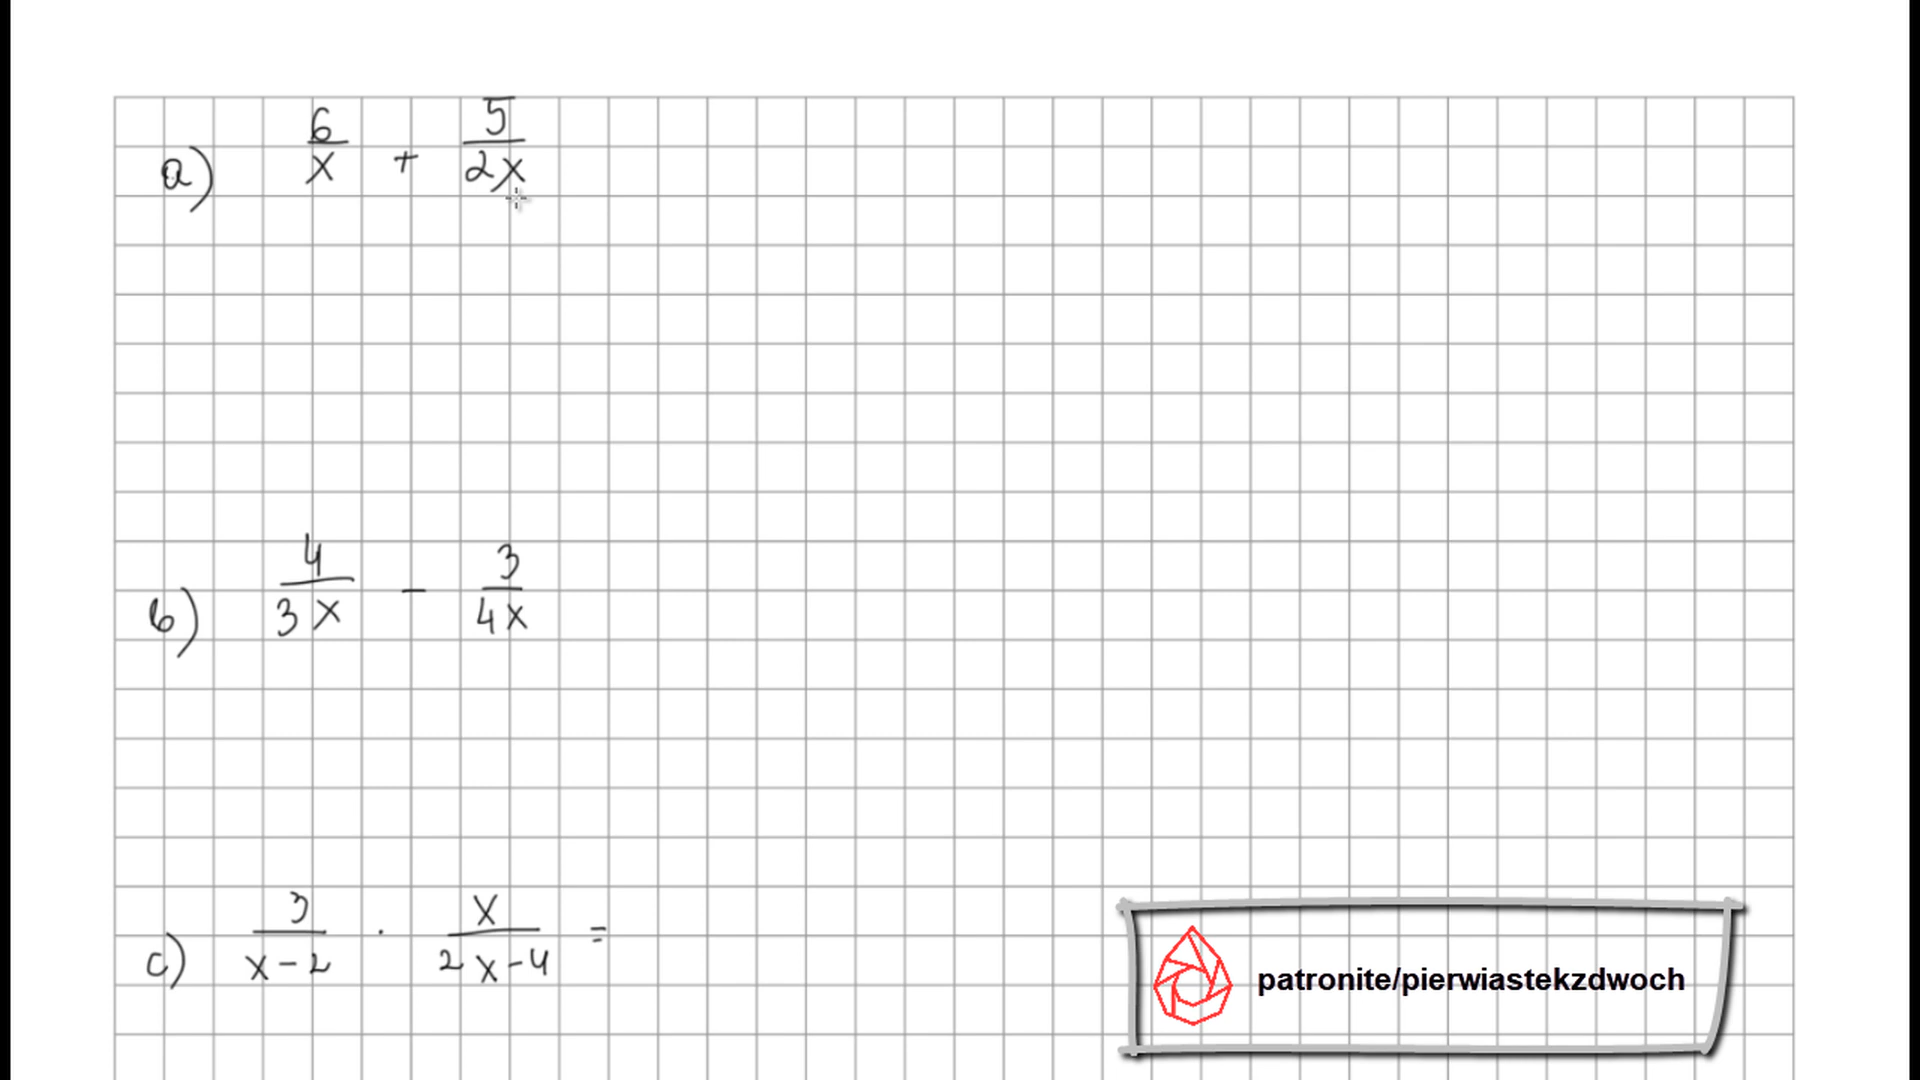 a) 6/x + 5/2x
b) 4/3x - 3/4x
c) 3/x-2 · x/2x-4 =
patronite/pierwiastekzdwoch